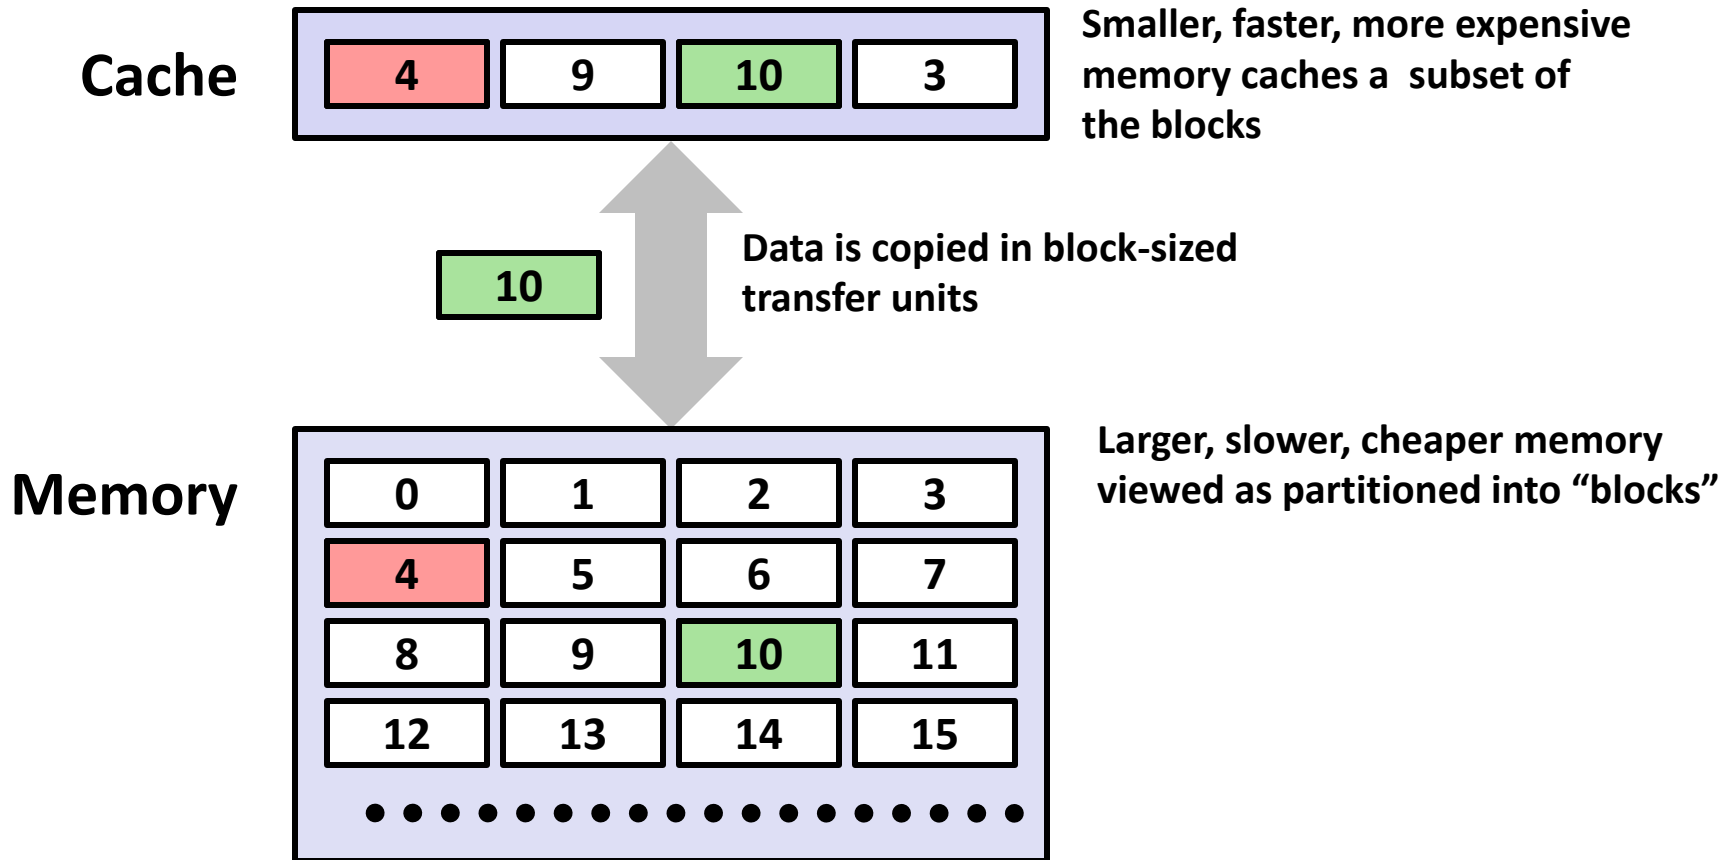 Cache
4 9 10 3
Smaller, faster, more expensive
memory caches a subset of
the blocks
10
Data is copied in block-sized
transfer units
Memory
0 1 2 3
4 5 6 7
8 9 10 11
12 13 14 15
Larger, slower, cheaper memory
viewed as partitioned into “blocks”